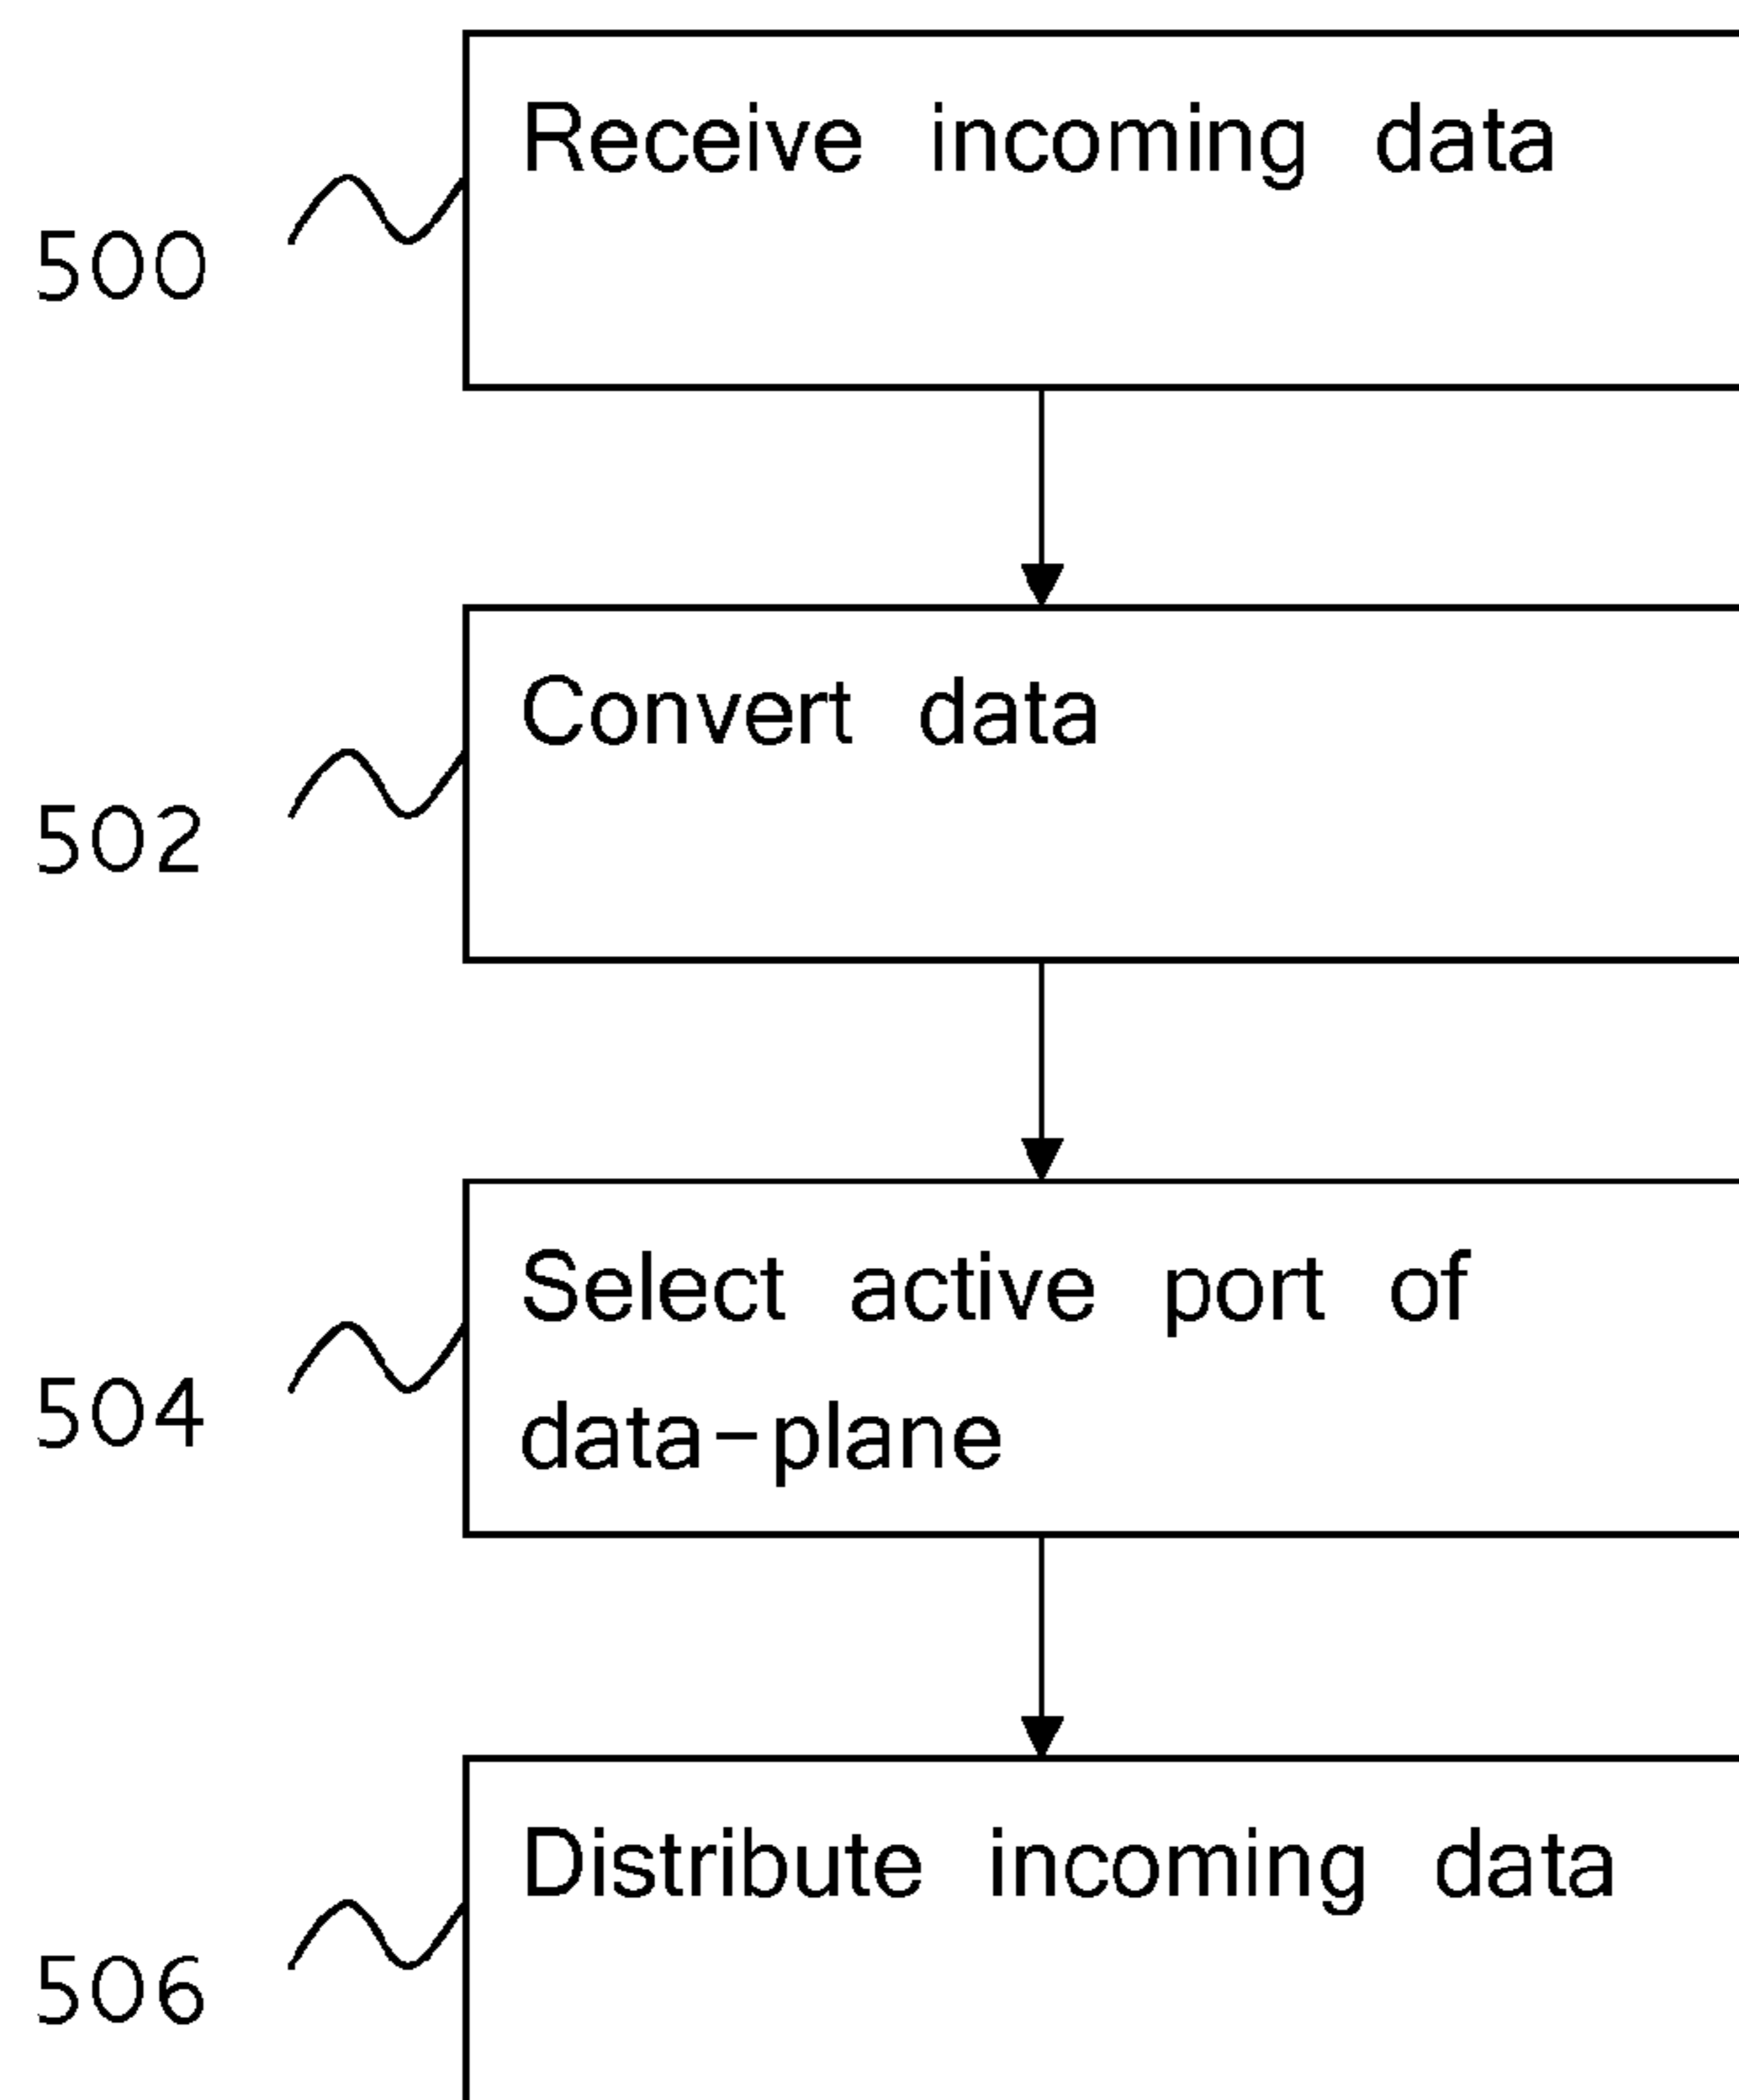 Receive incoming data
500
Convert data
502
Select active port of
data-plane
504
Distribute incoming data
506